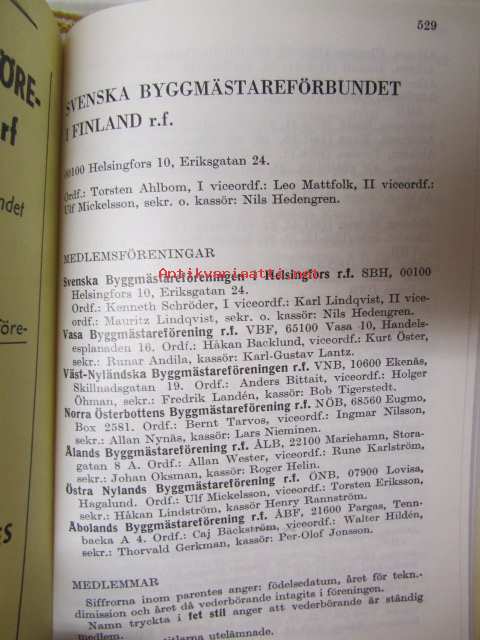 529
ÖRE-
rf
ndet
före-
ES
SVENSKA BYGGMÄSTAREFÖRBUNDET
I FINLAND r.f.
00100 Helsingfors 10, Eriksgatan 24.
Ordf.: Torsten Ahlbom, I viceordf.: Leo Mattfolk, II viceordf.:
Ulf Mickelsson, sekr. o. kassör: Nils Hedengren.
MEDLEMSFÖRENINGAR
Antikvariaatti.net
Svenska Byggmästareföreningen i Helsingfors r.f. SBH, 00100
Helsingfors 10, Eriksgatan 24.
Ordf.: Kenneth Schröder, I viceordf.: Karl Lindqvist, II vice-
ordf.: Mauritz Lindqvist, sekr. o. kassör: Nils Hedengren.
Vasa Byggmästareförening r.f. VBF, 65100 Vasa 10, Handels-
esplanaden 16. Ordf.: Håkan Backlund, viceordf.: Kurt Öster,
sekr.: Runar Andila, kassör: Karl-Gustav Lantz.
Väst-Nyländska Byggmästareföreningen r.f. VNB, 10600 Ekenäs,
Skillnadsgatan 19. Ordf.: Anders Bittait, viceordf.: Holger
Öhman, sekr.: Fredrik Landén, kassör: Bob Tigerstedt.
Norra Österbottens Byggmästareförening r.f. NÖB, 68560 Eugmo,
Box 2581. Ordf.: Bernt Tarvos, viceordf.: Ingmar Nilsson,
sekr.: Allan Nynäs, kassör: Lars Nieminen.
Ålands Byggmästareförening r.f. ÅLB, 22100 Mariehamn, Stora-
gatan 8 A. Ordf.: Allan Wester, viceordf.: Rune Karlström,
sekr.: Johan Oksman, kassör: Roger Helin.
Östra Nylands Byggmästareförening r.f. ÖNB, 07900 Lovisa,
Hagalund. Ordf.: Ulf Mickelsson, viceordf.: Torsten Eriksson,
sekr.: Håkan Lindström, kassör Henry Rannström.
Åbolands Byggmästareförening r.f. ÅBF, 21600 Pargas, Tenn-
backa A 4. Ordf.: Caj Bäckström, viceordf.: Walter Hildén,
sekr.: Thorvald Gerkman, kassör: Per-Olof Jonsson.
MEDLEMMAR
Siffrorna inom parentes anger: födelsedatum, året för tekn.-
dimission och året då vederbörande intagits i föreningen.
Namn tryckta i fet stil anger att vederbörande är ständig
medlem. titlarna utelämnade.